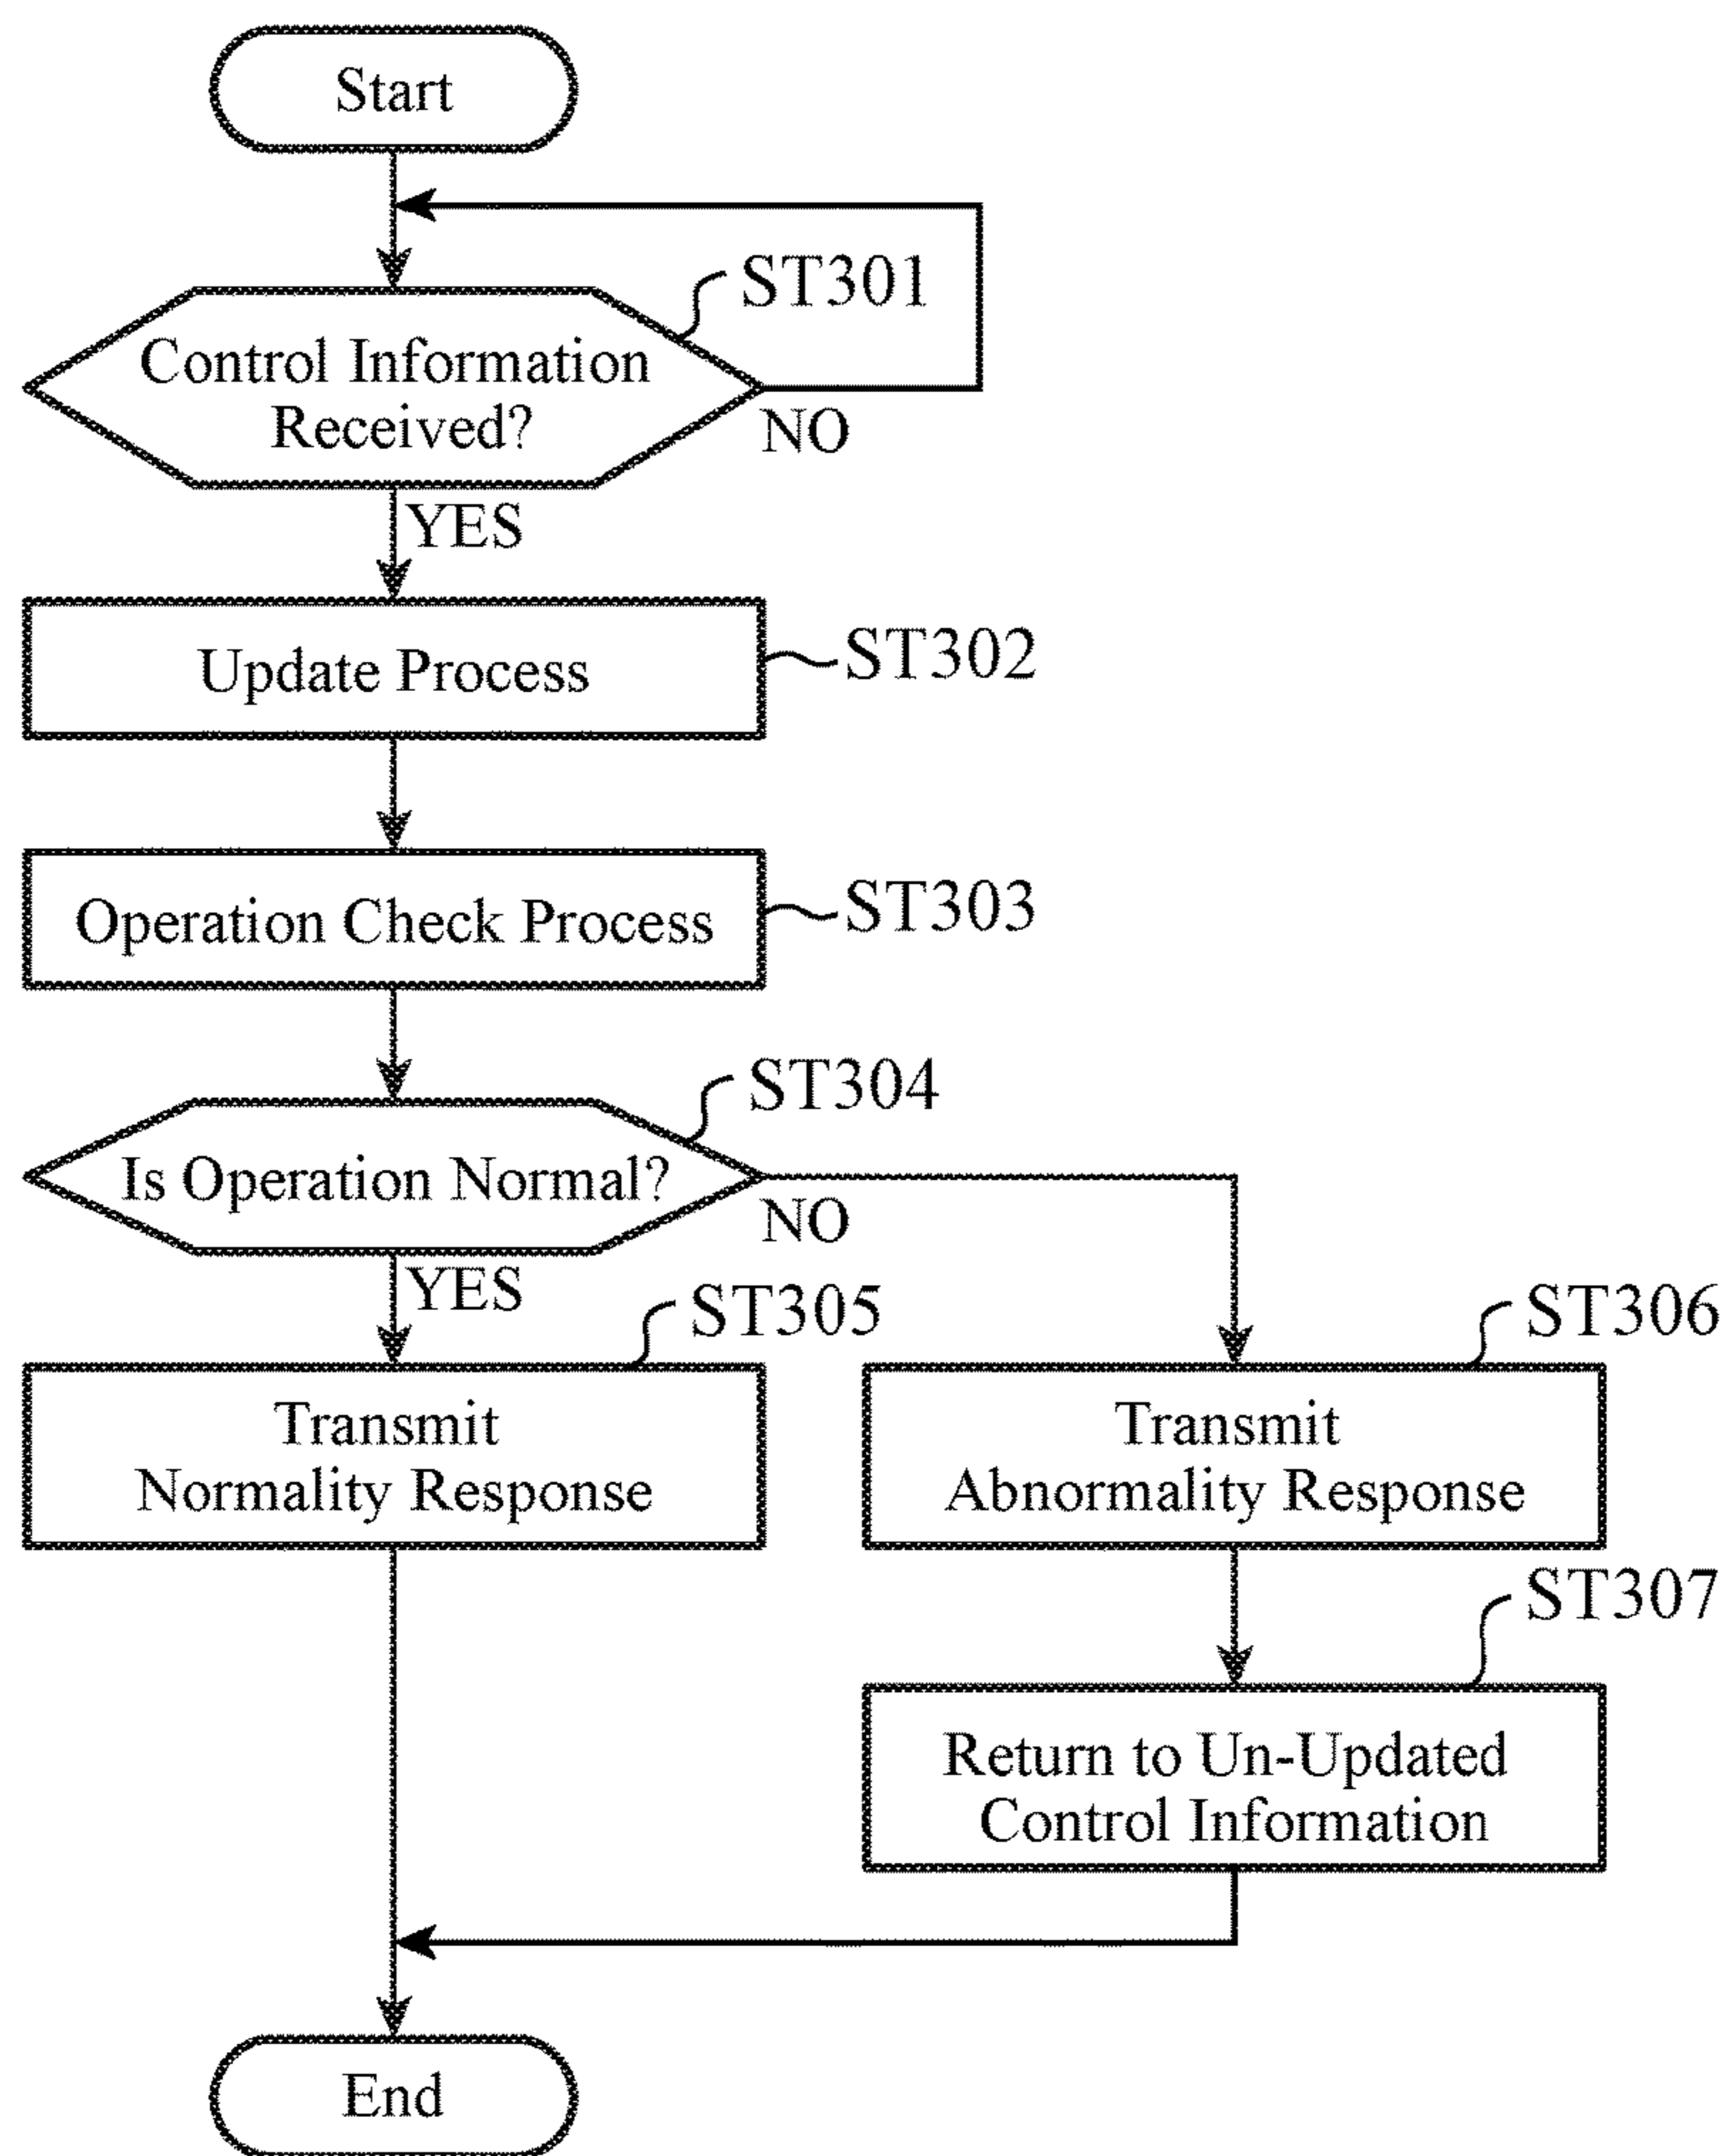 Start
ST301
Control Information
Received?
NO
YES
Update Process
ST302
Operation Check Process
ST303
ST304
Is Operation Normal?
NO
YES
ST305
ST306
Transmit
Normality Response
Transmit
Abnormality Response
ST307
Return to Un-Updated
Control Information
End